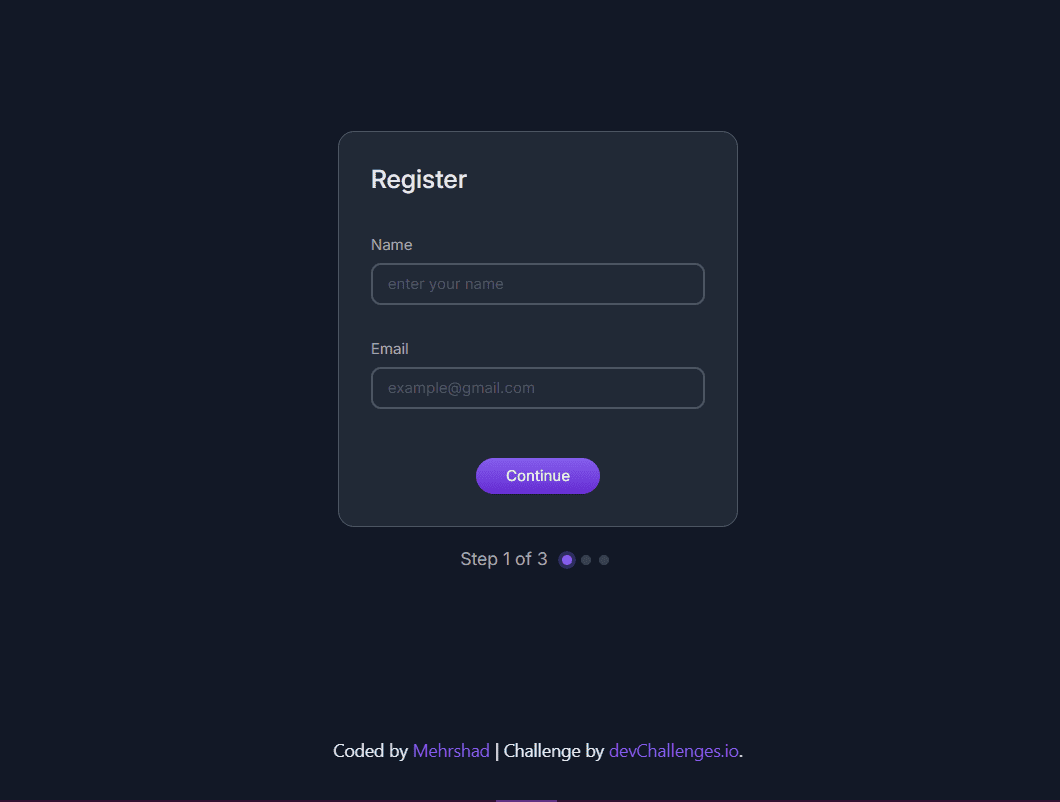 Register
Name
enter your name
Email
example@gmail.com
Continue
Step 1 of 3
Coded by Mehrshad | Challenge by devChallenges.io.